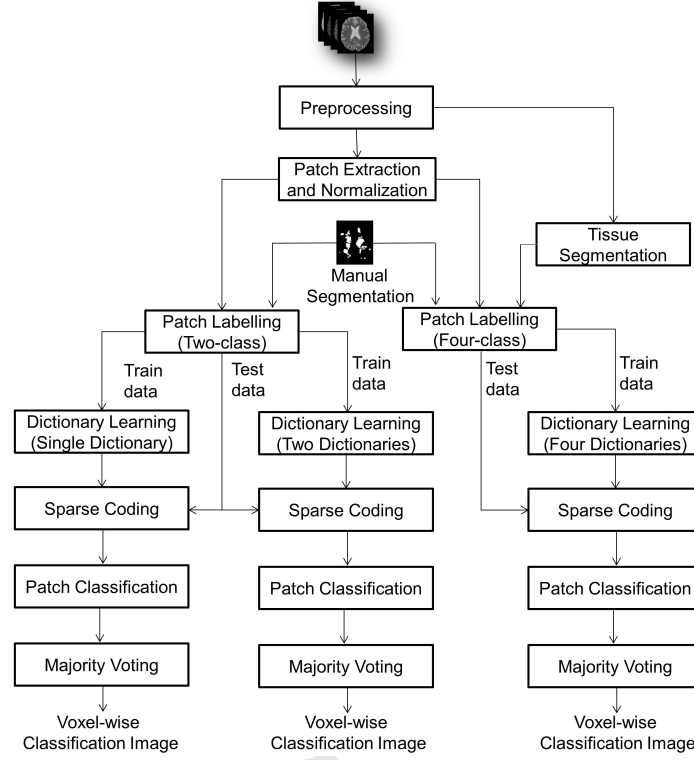 Preprocessing
Patch Extraction
and Normalization
Tissue
Segmentation
Manual
Segmentation
Patch Labelling
(Two-class)
Patch Labelling
(Four-class)
Train
data
Test
data
Train
data
Test
data
Train
data
Dictionary Learning
(Single Dictionary)
Dictionary Learning
(Two Dictionaries)
Dictionary Learning
(Four Dictionaries)
Sparse Coding
Sparse Coding
Sparse Coding
Patch Classification
Patch Classification
Patch Classification
Majority Voting
Majority Voting
Majority Voting
Voxel-wise
Classification Image
Voxel-wise
Classification Image
Voxel-wise
Classification Image